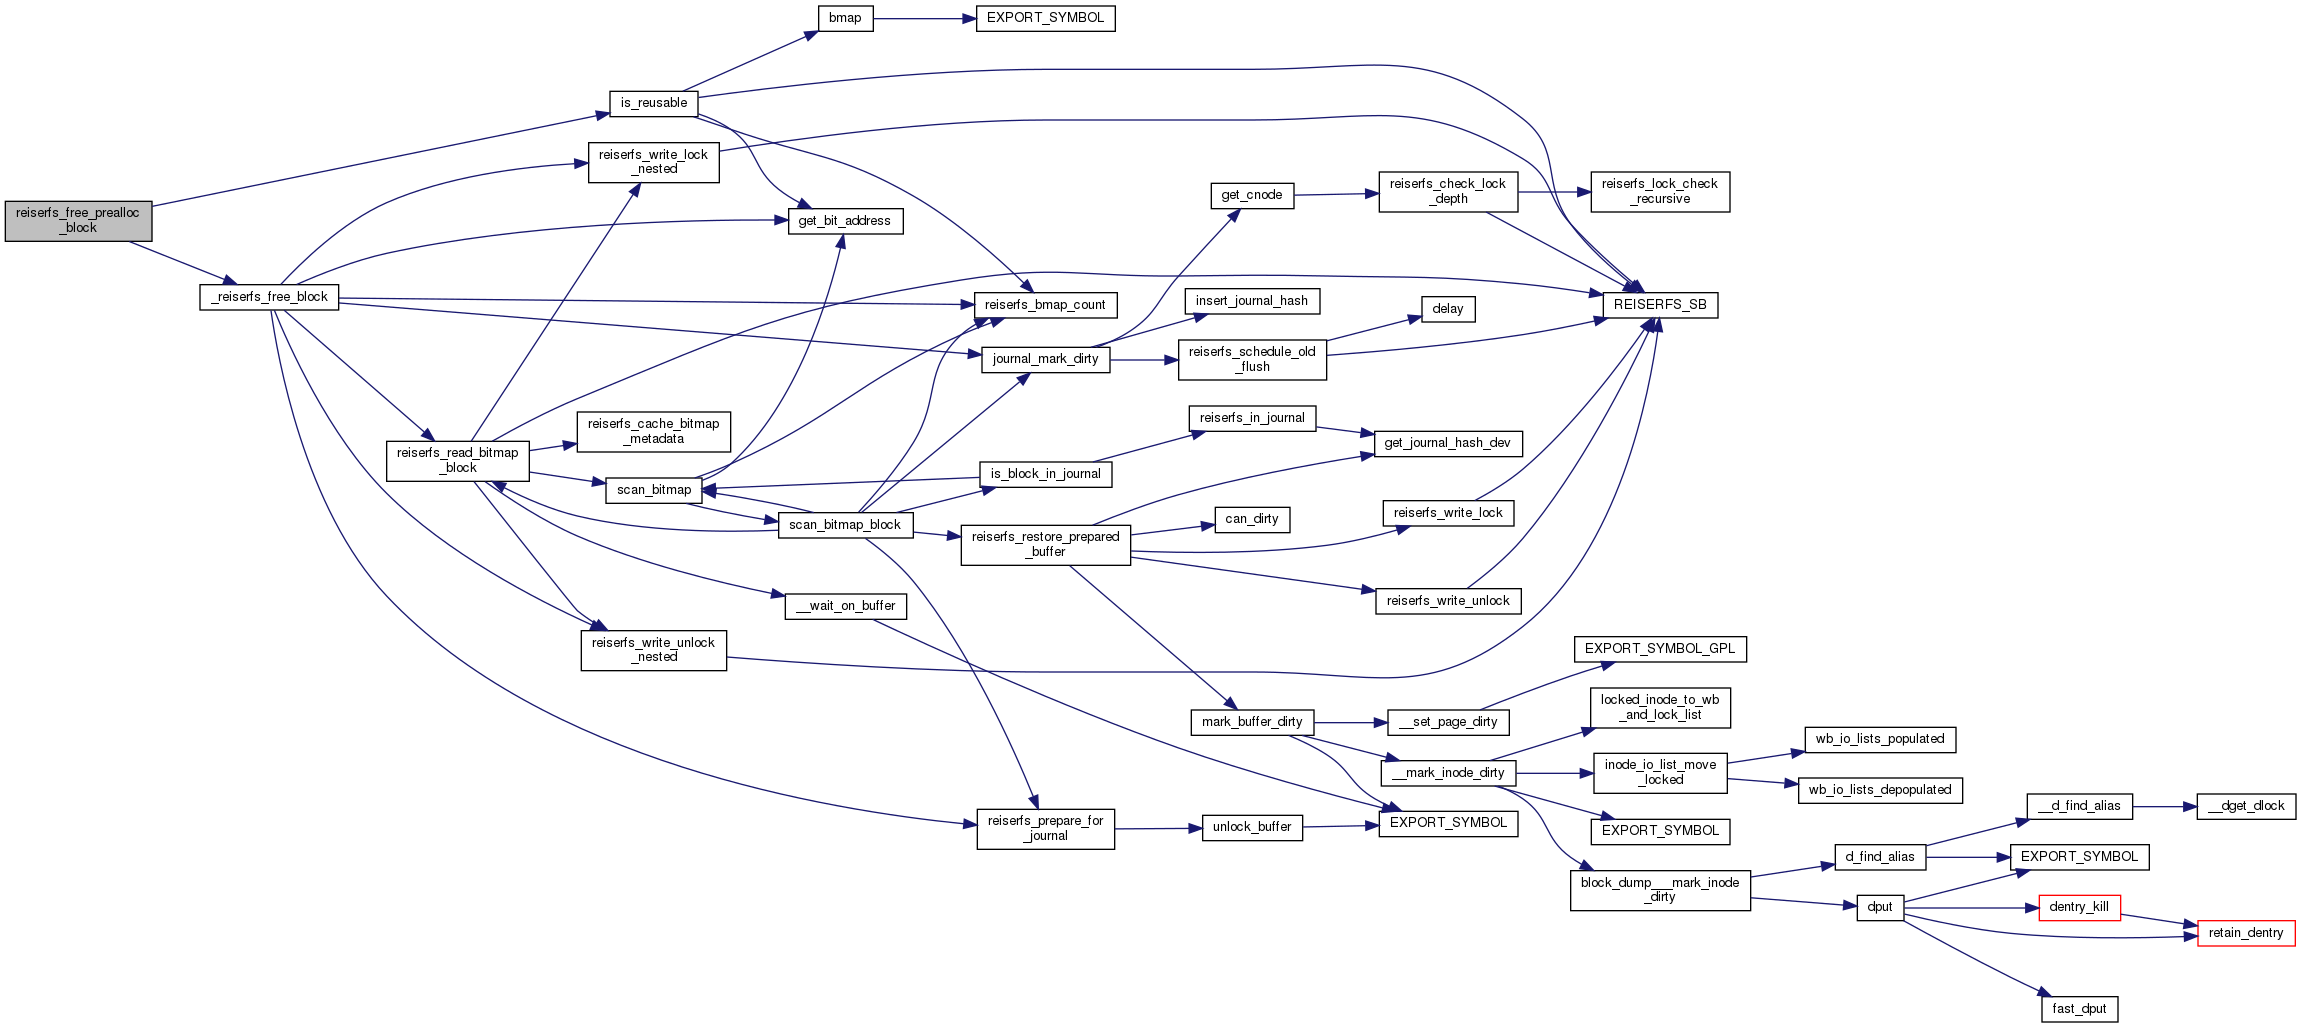 reiserfs_free_prealloc
_block
_reiserfs_free_block
is_reusable
bmap
EXPORT_SYMBOL
reiserfs_write_lock
_nested
get_bit_address
reiserfs_bmap_count
journal_mark_dirty
reiserfs_read_bitmap
_block
reiserfs_cache_bitmap
_metadata
scan_bitmap
scan_bitmap_block
__wait_on_buffer
reiserfs_write_unlock
_nested
reiserfs_prepare_for
_journal
is_block_in_journal
reiserfs_restore_prepared
_buffer
get_cnode
insert_journal_hash
reiserfs_schedule_old
_flush
reiserfs_in_journal
can_dirty
mark_buffer_dirty
unlock_buffer
reiserfs_check_lock
_depth
delay
get_journal_hash_dev
reiserfs_write_lock
reiserfs_write_unlock
__set_page_dirty
__mark_inode_dirty
EXPORT_SYMBOL
reiserfs_lock_check
_recursive
REISERFS_SB
EXPORT_SYMBOL_GPL
locked_inode_to_wb
_and_lock_list
inode_io_list_move
_locked
EXPORT_SYMBOL
block_dump___mark_inode
_dirty
wb_io_lists_populated
wb_io_lists_depopulated
d_find_alias
dput
__d_find_alias
EXPORT_SYMBOL
dentry_kill
fast_dput
__dget_dlock
retain_dentry